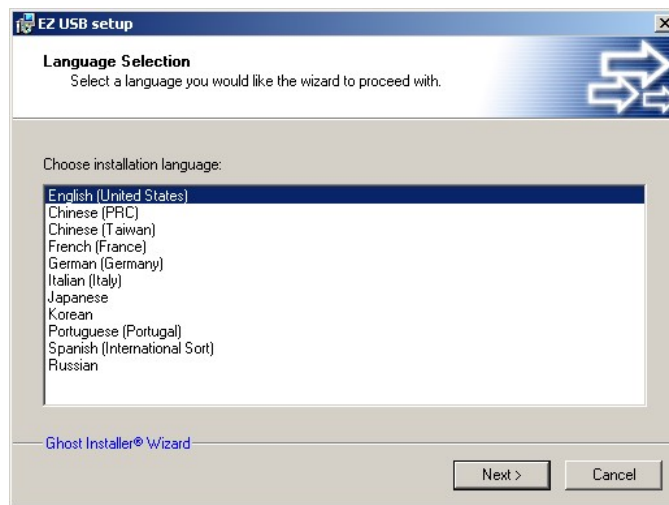 EZ USB setup
Language Selection
Select a language you would like the wizard to proceed with.
Choose installation language:
English (United States)
Chinese (PRC)
Chinese (Taiwan)
French (France)
German (Germany)
Italian (Italy)
Japanese
Korean
Portuguese (Portugal)
Spanish (International Sort)
Russian
Ghost Installer® Wizard
Next >
Cancel